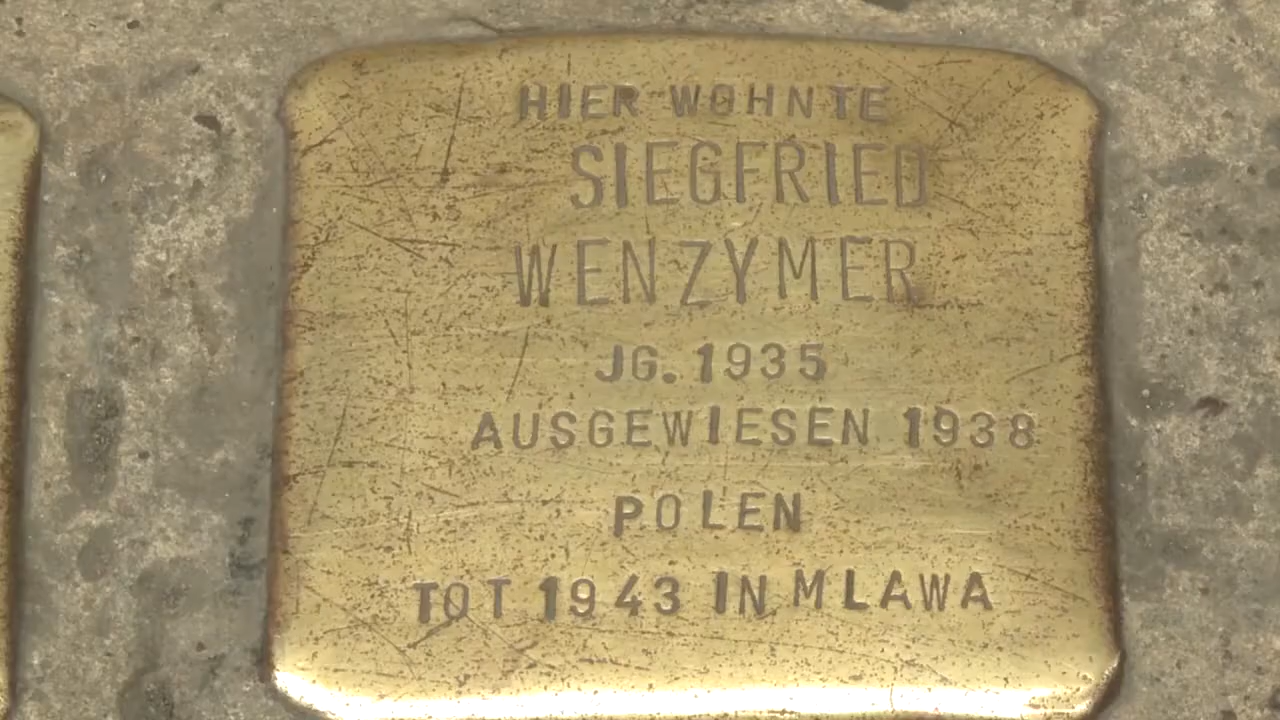 HIER WOHNTE
SIEGFRIED
WENZYMER
JG. 1935
AUSGEWIESEN 1938
POLEN
TOT 1943 IN MLAWA